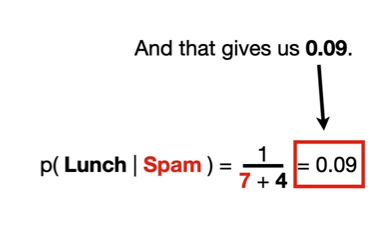 And that gives us 0.09.
p( Lunch | Spam ) = 1 / 7 + 4 = 0.09